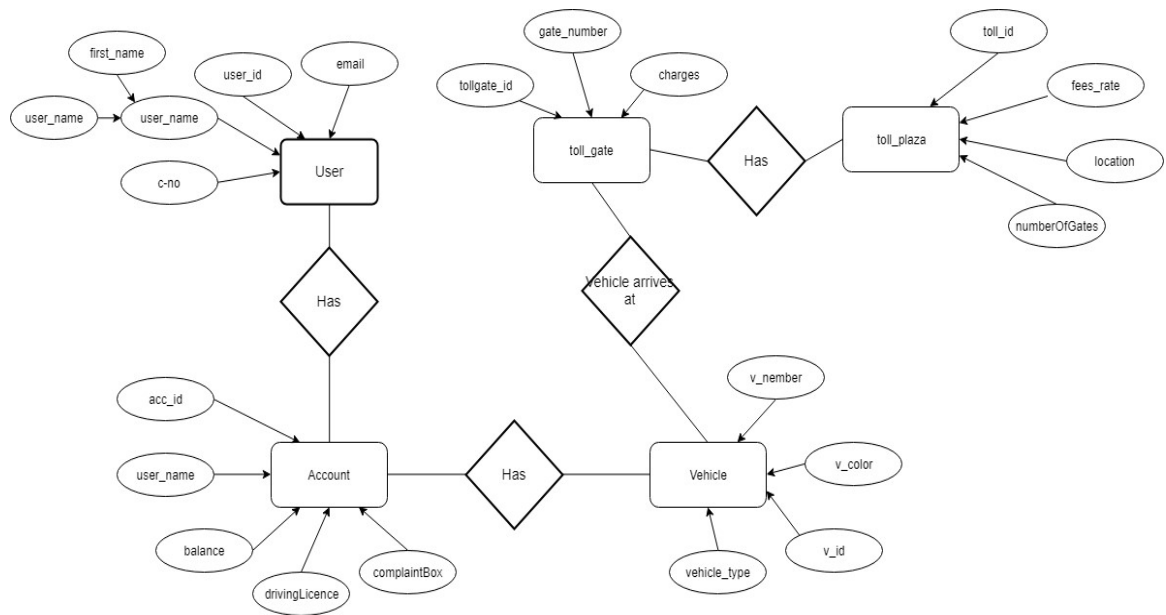 gate_number
toll_id
first_name
email
user_id
charges
tollgate_id
fees_rate
user_name
user_name
toll_gate
Has
toll_plaza
location
User
c-no
numberOfGates
Vehicle arrives
at
Has
v_nember
acc_id
v_color
user_name
Account
Has
Vehicle
balance
v_id
complaintBox
vehicle_type
drivingLicence